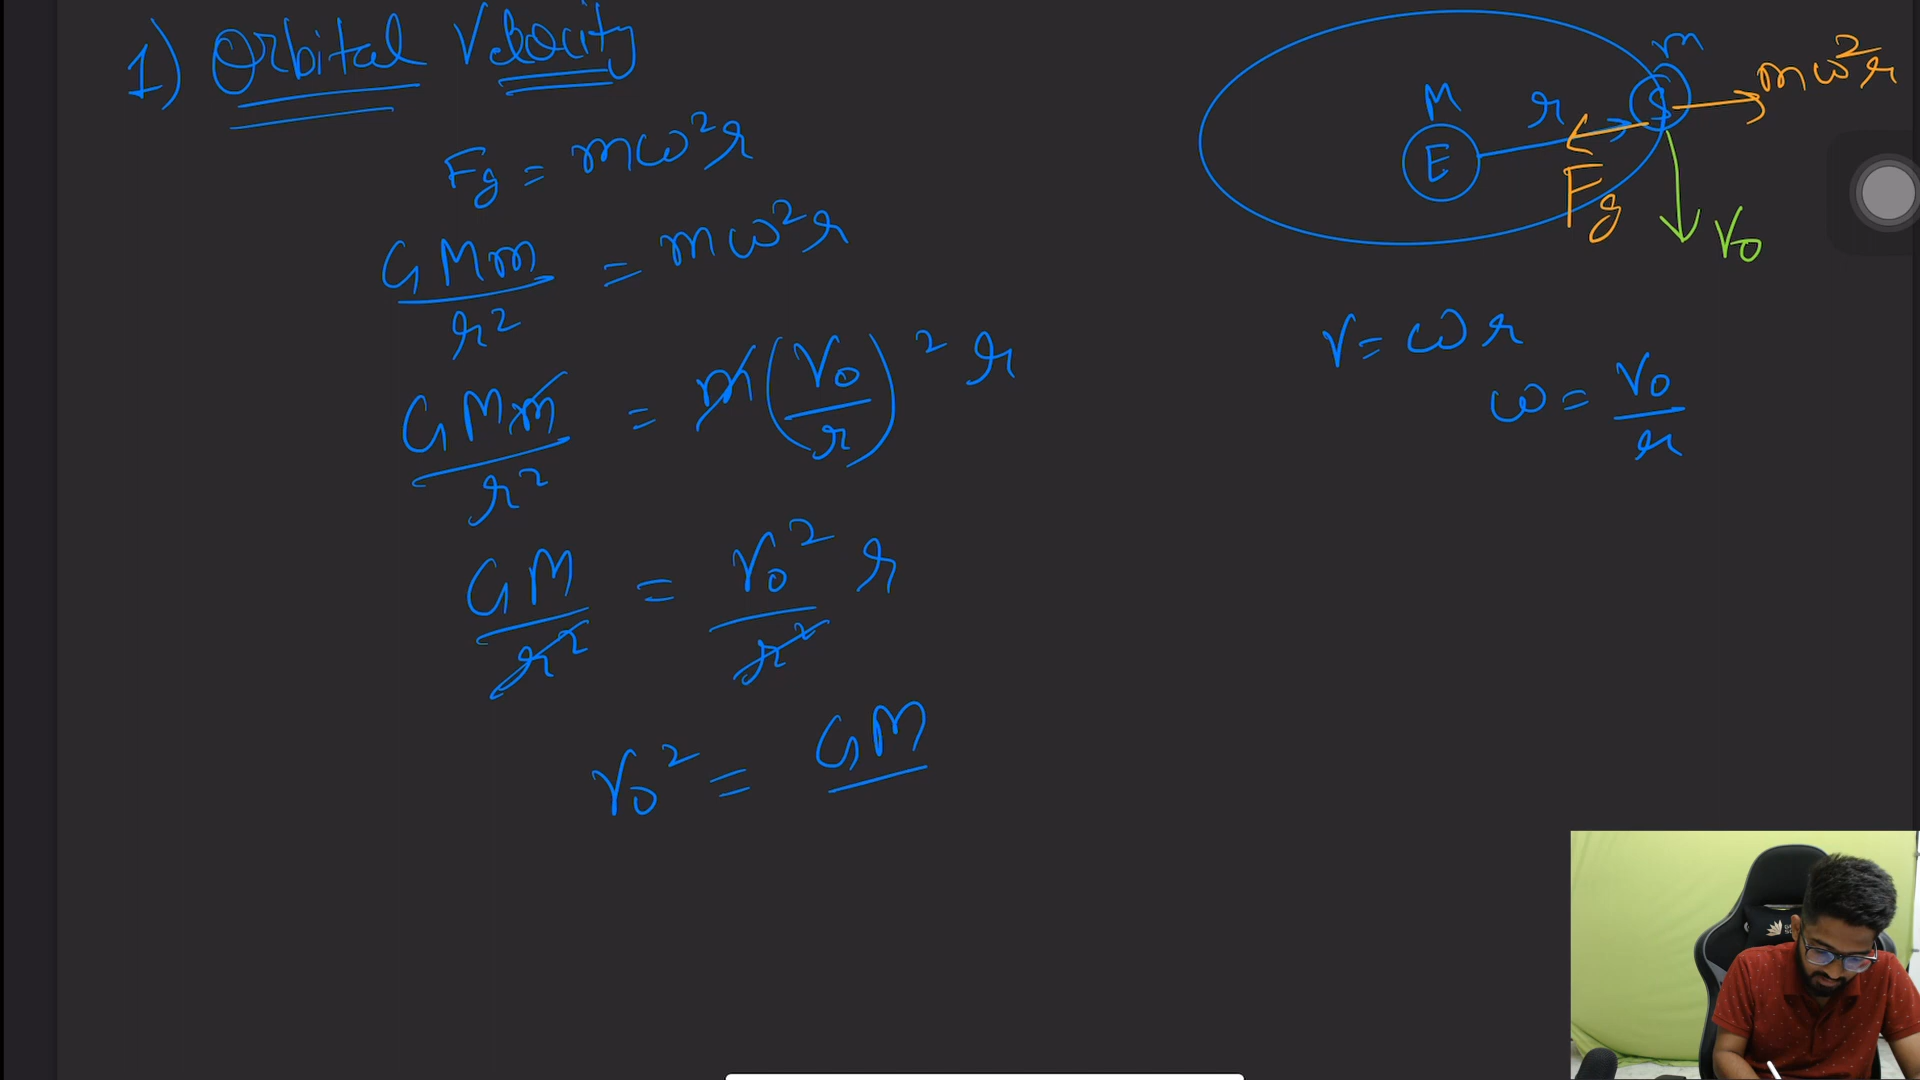 1) Orbital Velocity
Fg = mω²r
GMm/r² = mω²r
GMm/r² = m(V₀/r)² r
GM/r² = V₀²/r² r
V₀² = GM
m
mω²r
M
r
S
E
Fg
V₀
V = ωr
ω = V₀/r